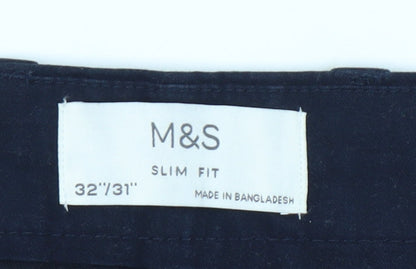 M&S
SLIM FIT
32"/31"
MADE IN BANGLADESH